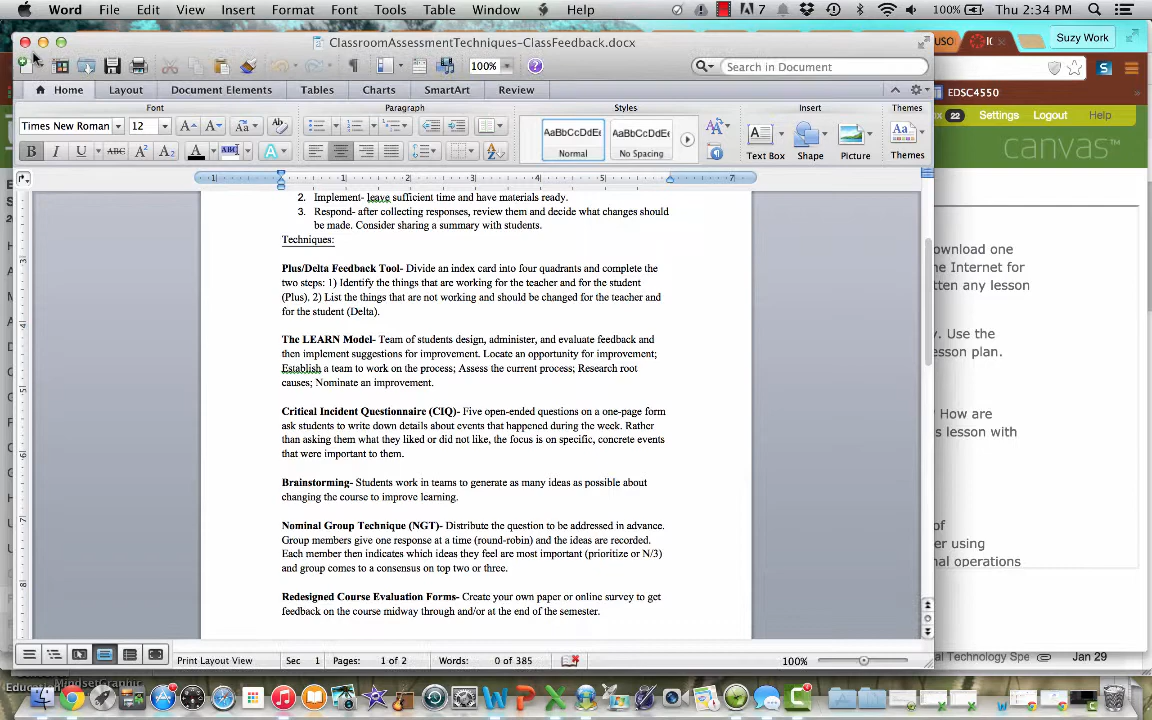 Word File Edit View Insert Format Font Tools Table Window Help 7 100% Thu 2:34 PM
ClassroomAssessmentTechniques-ClassFeedback.docx
USO
Suzy Work
100%
Search in Document
EDSC4550
Home Layout Document Elements Tables Charts SmartArt Review
22 Settings Logout Help
Font Paragraph Styles Insert Themes
Times New Roman 12
AaBbCcDdE AaBbCcDdE
Normal No Spacing Text Box Shape Picture Themes
canvas™
2. Implement- leave sufficient time and have materials ready.
3. Respond- after collecting responses, review them and decide what changes should
be made. Consider sharing a summary with students.
Techniques:
Plus/Delta Feedback Tool- Divide an index card into four quadrants and complete the
two steps: 1) Identify the things that are working for the teacher and for the student
(Plus). 2) List the things that are not working and should be changed for the teacher and
for the student (Delta).
The LEARN Model- Team of students design, administer, and evaluate feedback and
then implement suggestions for improvement. Locate an opportunity for improvement;
Establish a team to work on the process; Assess the current process; Research root
causes; Nominate an improvement.
Critical Incident Questionnaire (CIQ)- Five open-ended questions on a one-page form
ask students to write down details about events that happened during the week. Rather
than asking them what they liked or did not like, the focus is on specific, concrete events
that were important to them.
Brainstorming- Students work in teams to generate as many ideas as possible about
changing the course to improve learning.
Nominal Group Technique (NGT)- Distribute the question to be addressed in advance.
Group members give one response at a time (round-robin) and the ideas are recorded.
Each member then indicates which ideas they feel are most important (prioritize or N/3)
and group comes to a consensus on top two or three.
Redesigned Course Evaluation Forms- Create your own paper or online survey to get
feedback on the course midway through and/or at the end of the semester.
ownload one
e Internet for
tten any lesson
y. Use the
esson plan.
? How are
s lesson with
of
er using
al operations
Print Layout View Sec 1 Pages: 1 of 2 Words: 0 of 385 100%
ial Technology Spe Jan 29
MindsetGraphic